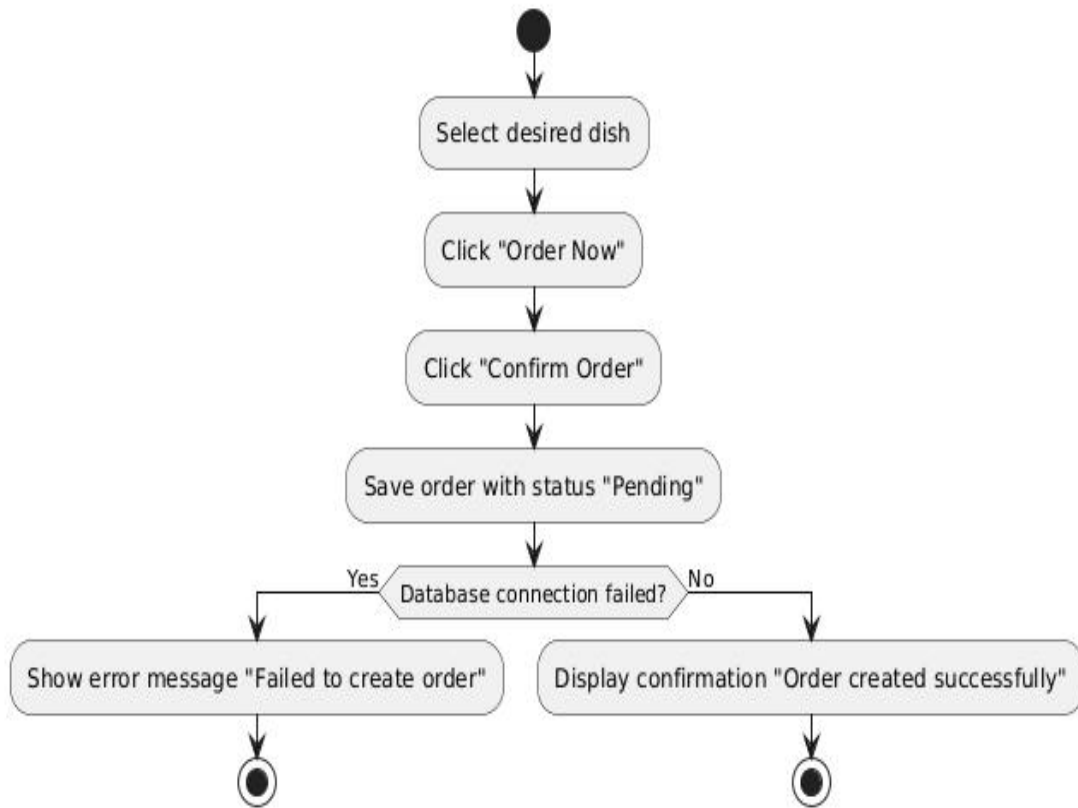 Select desired dish
Click "Order Now"
Click "Confirm Order"
Save order with status "Pending"
Yes
Database connection failed?
No
Show error message "Failed to create order"
Display confirmation "Order created successfully"